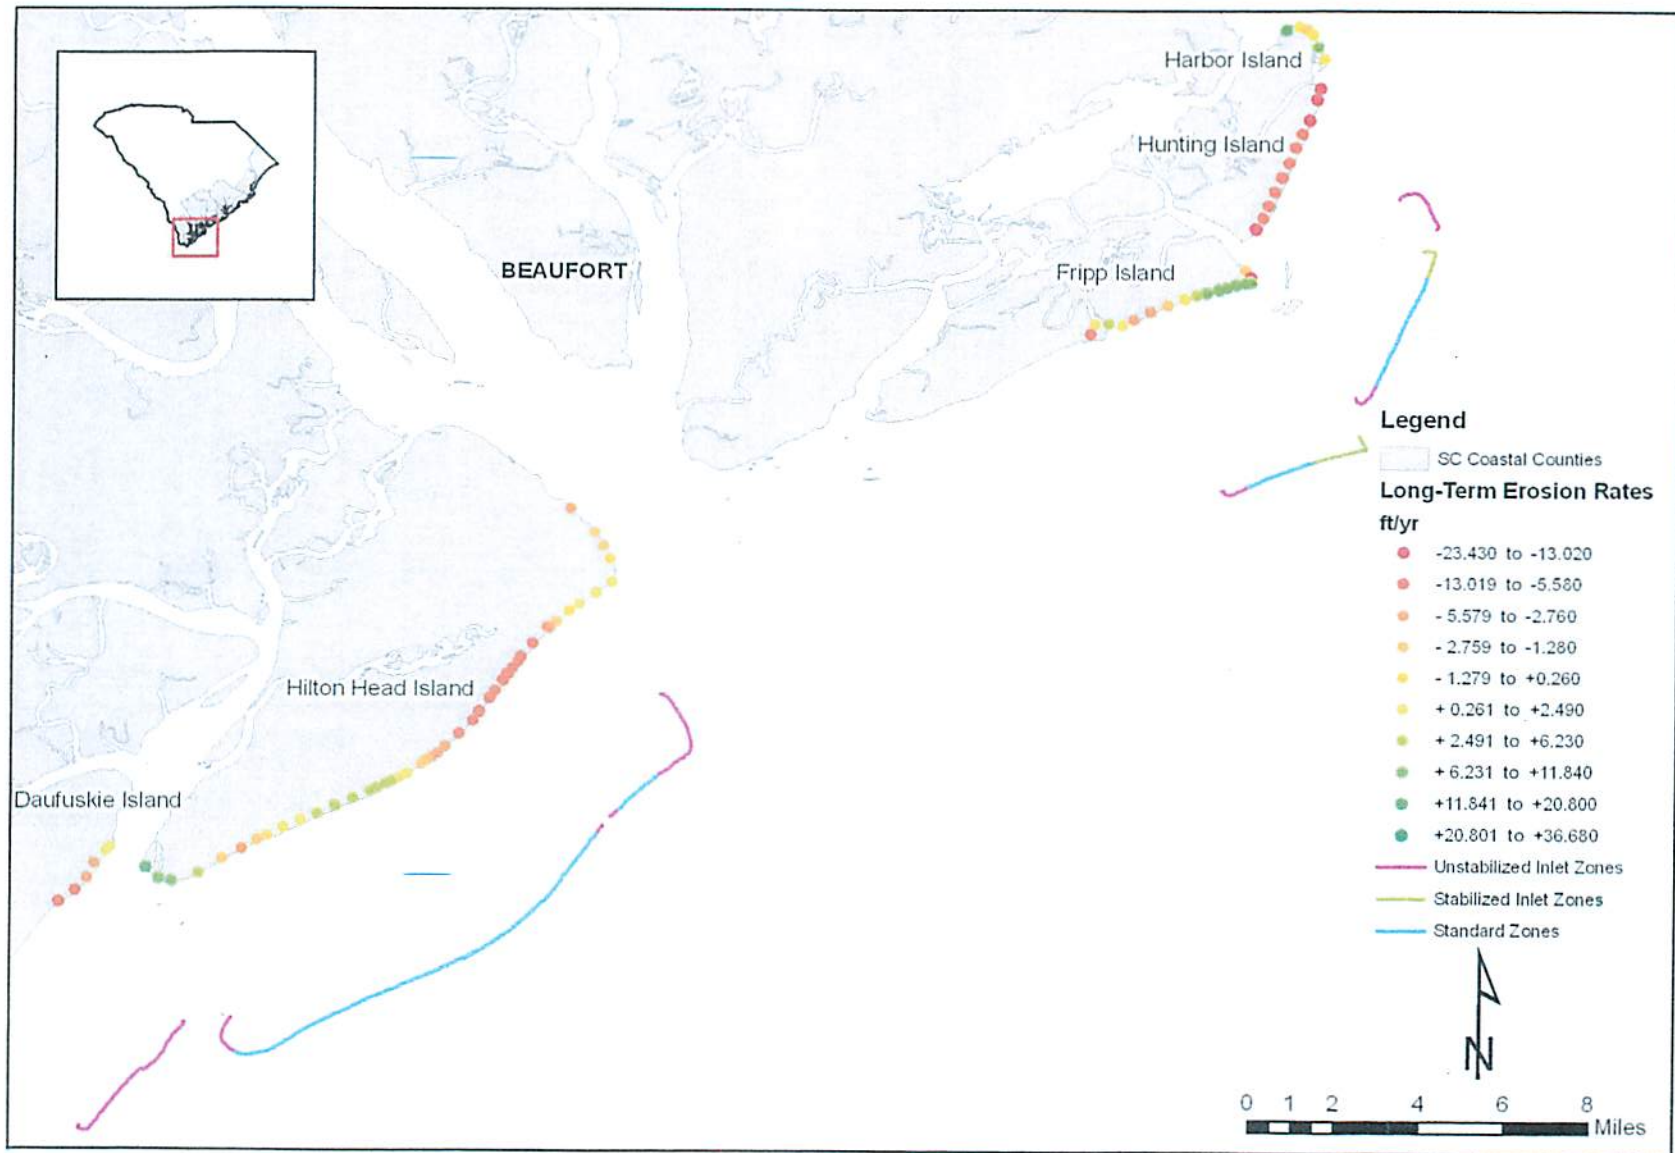 Harbor Island
Hunting Island
BEAUFORT
Fripp Island
Hilton Head Island
Daufuskie Island
Legend
SC Coastal Counties
Long-Term Erosion Rates
ft/yr
-23.430 to -13.020
-13.019 to -5.580
- 5.579 to -2.760
- 2.759 to -1.280
- 1.279 to +0.260
+ 0.261 to +2.490
+ 2.491 to +6.230
+ 6.231 to +11.840
+11.841 to +20.800
+20.801 to +36.680
Unstabilized Inlet Zones
Stabilized Inlet Zones
Standard Zones
N
0 1 2 4 6 8
Miles